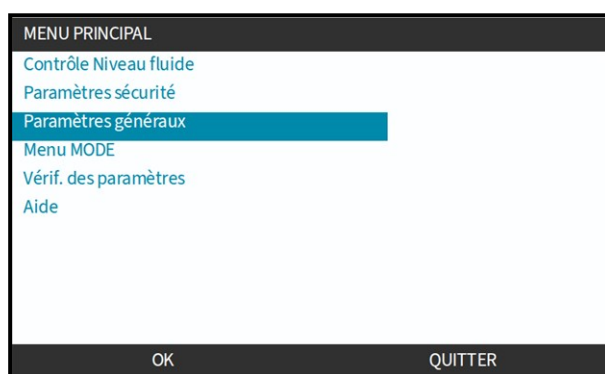 MENU PRINCIPAL
Contrôle Niveau fluide
Paramètres sécurité
Paramètres généraux
Menu MODE
Vérif. des paramètres
Aide
OK QUITTER